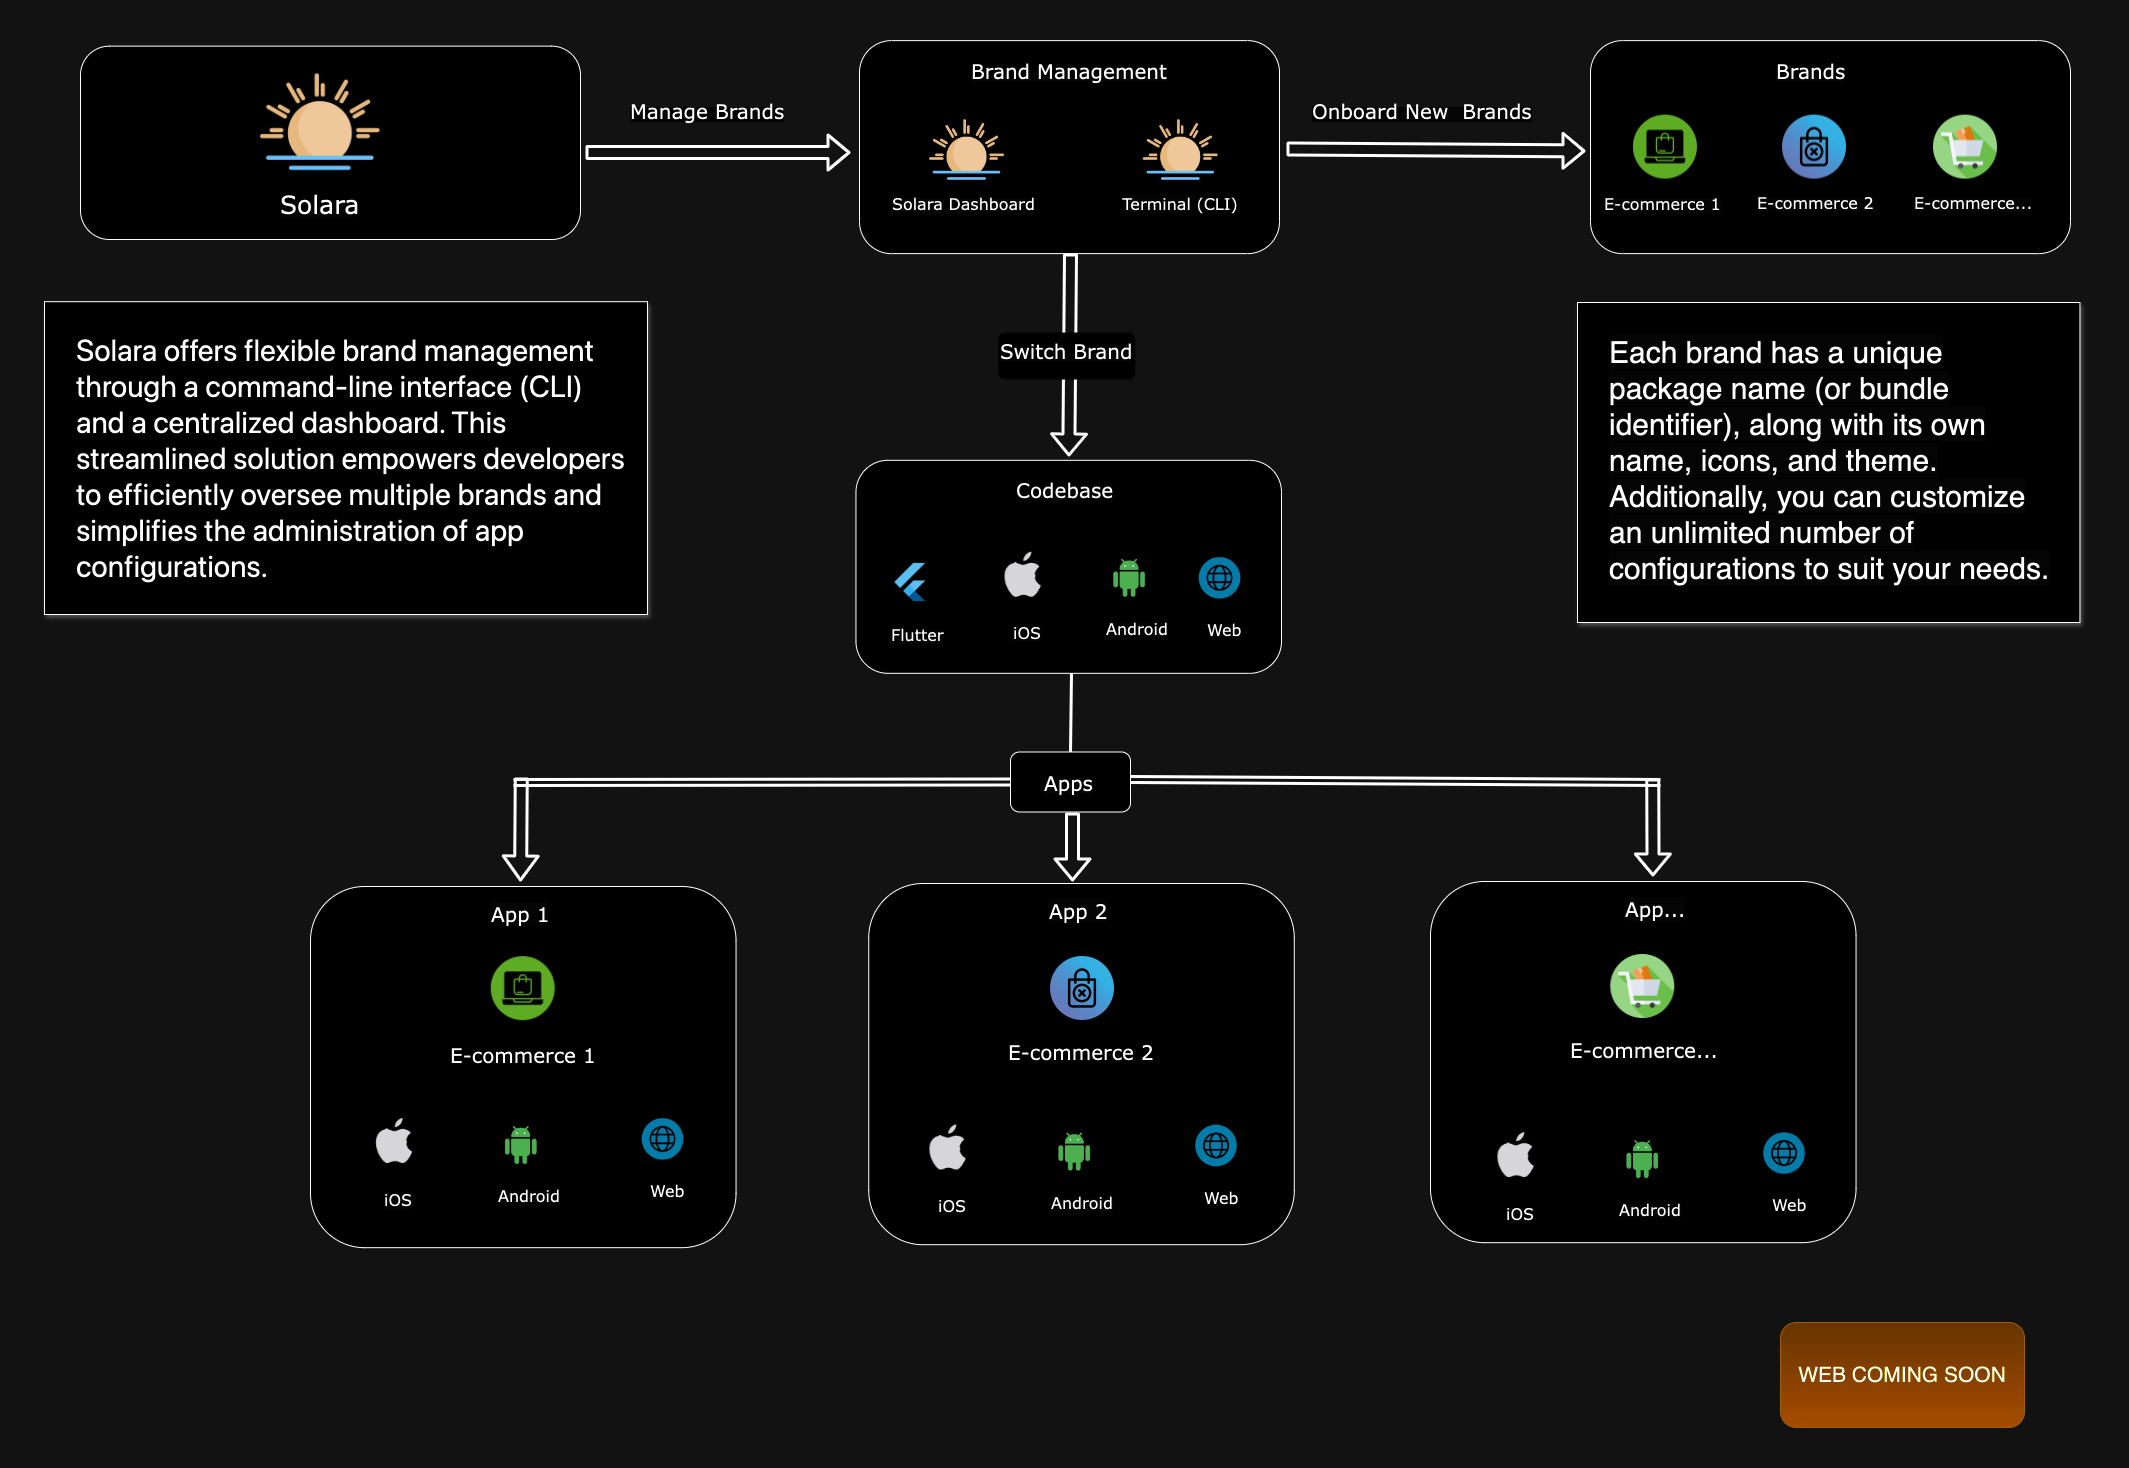 Solara
Manage Brands
Brand Management
Solara Dashboard
Terminal (CLI)
Onboard New  Brands
Brands
E-commerce 1
E-commerce 2
E-commerce...
Solara offers flexible brand management
through a command-line interface (CLI)
and a centralized dashboard. This
streamlined solution empowers developers
to efficiently oversee multiple brands and
simplifies the administration of app
configurations.
Switch Brand
Each brand has a unique
package name (or bundle
identifier), along with its own
name, icons, and theme.
Additionally, you can customize
an unlimited number of
configurations to suit your needs.
Codebase
Flutter
iOS
Android
Web
Apps
App 1
E-commerce 1
iOS
Android
Web
App 2
E-commerce 2
iOS
Android
Web
App...
E-commerce...
iOS
Android
Web
WEB COMING SOON